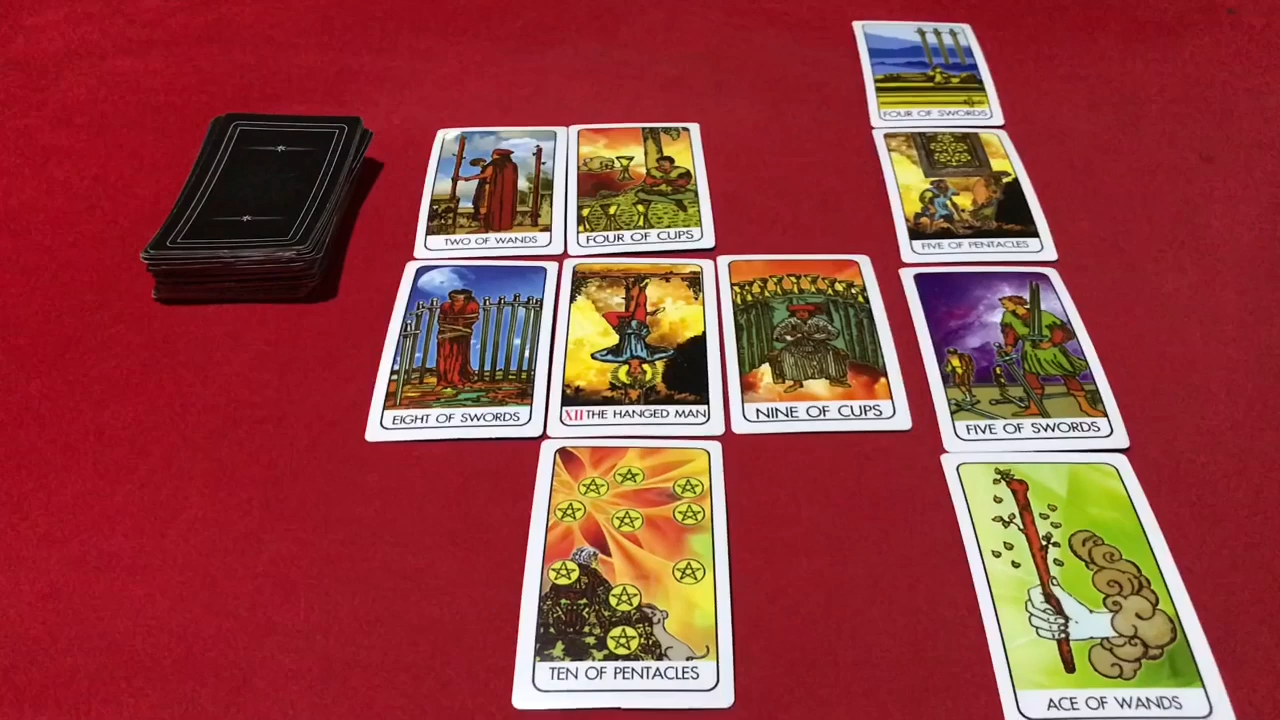 FOUR OF SWORDS
TWO OF WANDS
FOUR OF CUPS
FIVE OF PENTACLES
EIGHT OF SWORDS
XII THE HANGED MAN
NINE OF CUPS
FIVE OF SWORDS
TEN OF PENTACLES
ACE OF WANDS